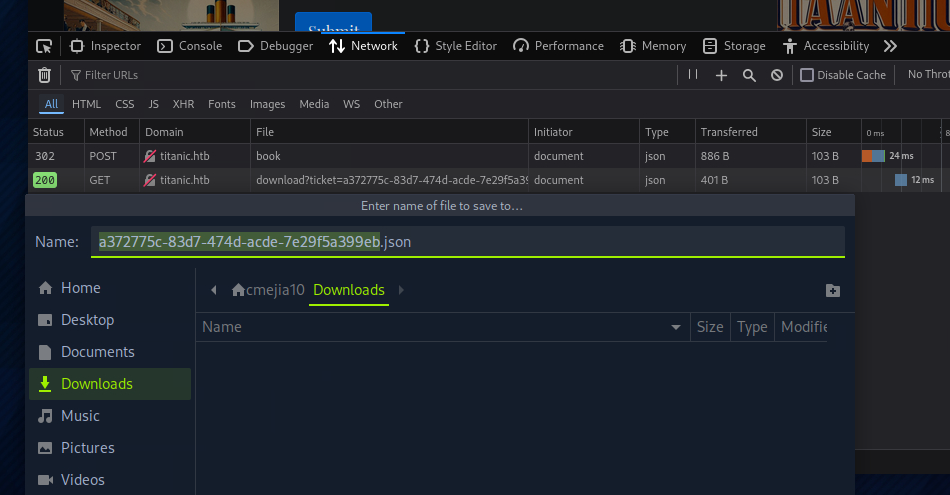 Submit
Inspector Console Debugger Network Style Editor Performance Memory Storage Accessibility
Filter URLs Disable Cache No Thro
All HTML CSS JS XHR Fonts Images Media WS Other
Status Method Domain File Initiator Type Transferred Size 0 ms 8
302 POST titanic.htb book document json 886 B 103 B 24 ms
200 GET titanic.htb download?ticket=a372775c-83d7-474d-acde-7e29f5a39 document json 401 B 103 B 12 ms
Enter name of file to save to…
Name: a372775c-83d7-474d-acde-7e29f5a399eb.json
Home cmejia10 Downloads
Desktop
Name Size Type Modifie
Documents
Downloads
Music
Pictures
Videos